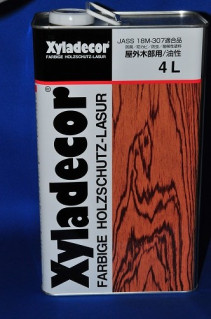 Xyladecor
FARBIGE HOLZSCHUTZ-LASUR
JASS 18M-307適合品
屋外木部用/油性
4 L
Xyladecor®
FARBIGE HOLZSCHUTZ-LASUR